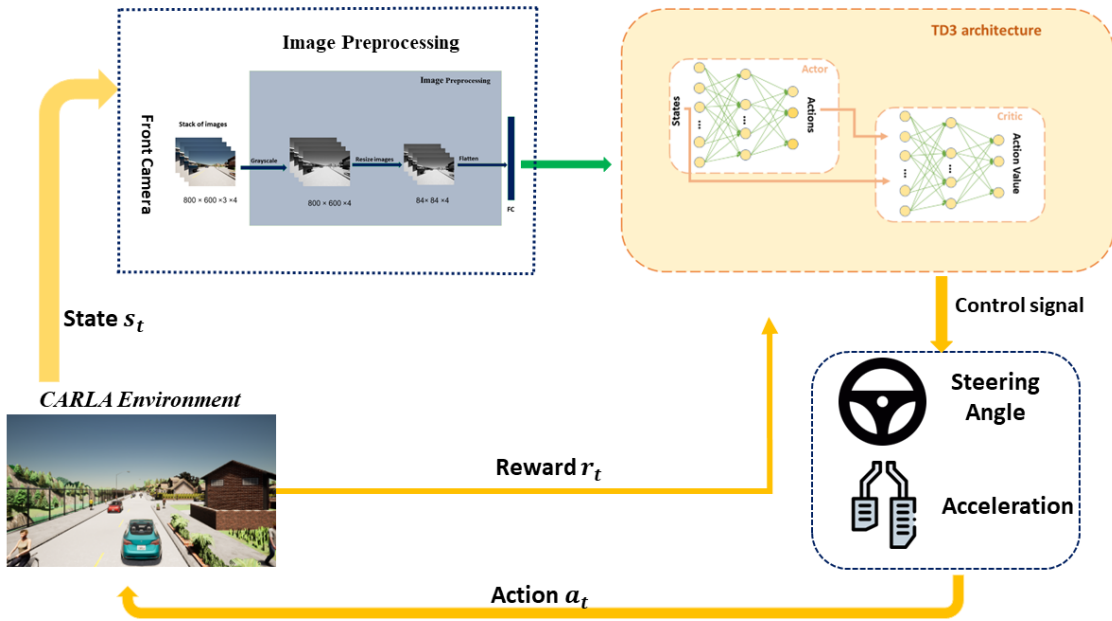 Image Preprocessing
Image Preprocessing
Front Camera
Stack of images
Grayscale
Resize images
Flatten
800 × 600 ×3 ×4
800 × 600 ×4
84× 84 ×4
FC
TD3 architecture
Actor
States
...
...
Actions
Critic
...
...
Action Value
State s_t
Control signal
CARLA Environment
Steering
Angle
Reward r_t
Acceleration
Action a_t